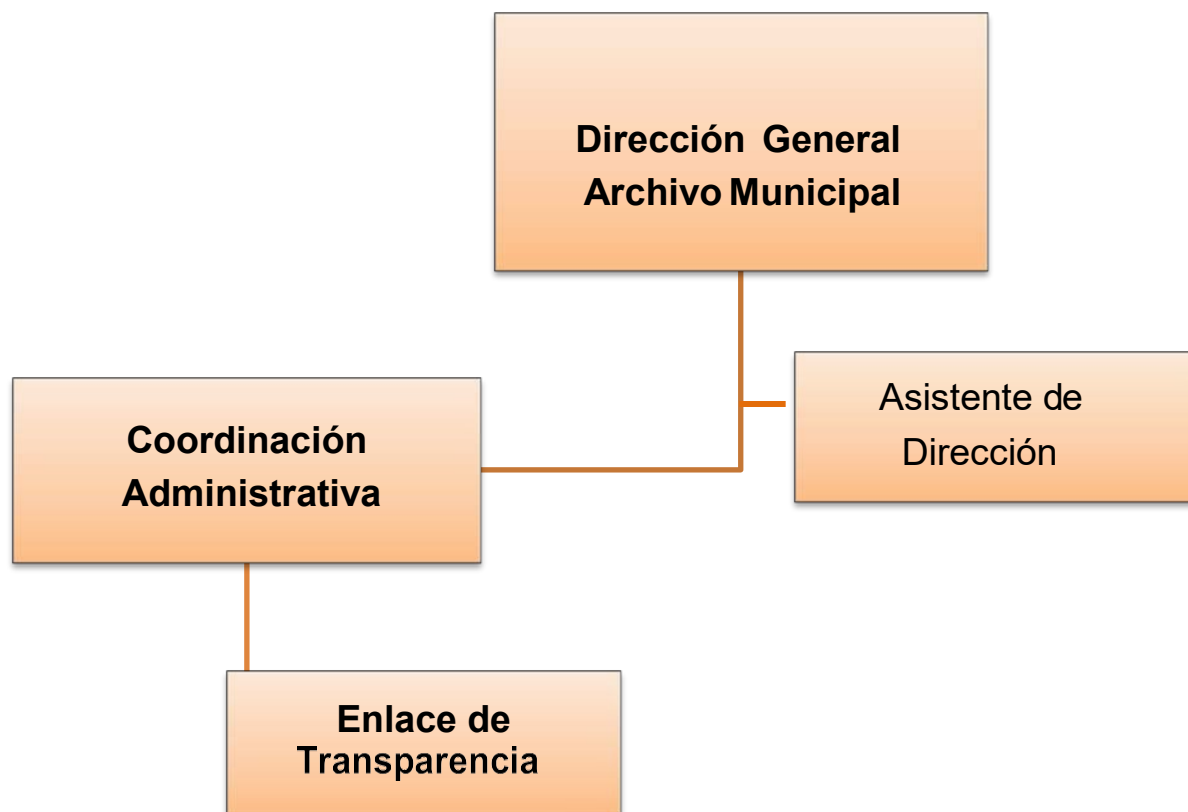 Dirección General
Archivo Municipal
Asistente de
Dirección
Coordinación
Administrativa
Enlace de
Transparencia